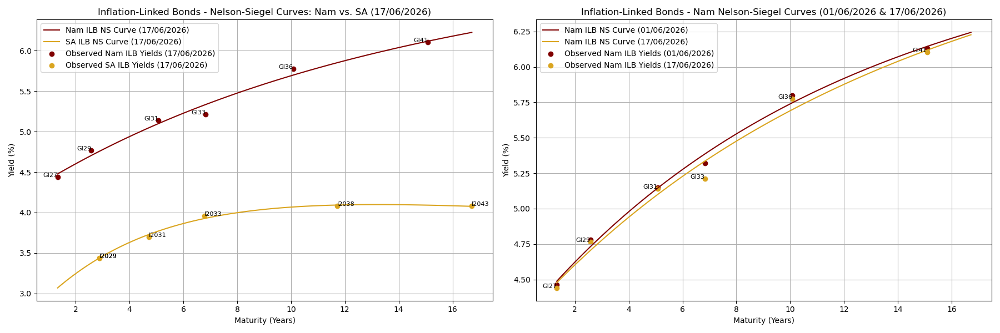 Inflation-Linked Bonds - Nelson-Siegel Curves: Nam vs. SA (17/06/2026)
Nam ILB NS Curve (17/06/2026)
SA ILB NS Curve (17/06/2026)
Observed Nam ILB Yields (17/06/2026)
Observed SA ILB Yields (17/06/2026)
Yield (%)
6.0
5.5
5.0
4.5
4.0
3.5
3.0
GI27
GI29
GI31
GI33
GI36
GI41
I2029
I2031
I2033
I2038
I2043
2
4
6
8
10
12
14
16
Maturity (Years)
Inflation-Linked Bonds - Nam Nelson-Siegel Curves (01/06/2026 & 17/06/2026)
Nam ILB NS Curve (01/06/2026)
Nam ILB NS Curve (17/06/2026)
Observed Nam ILB Yields (01/06/2026)
Observed Nam ILB Yields (17/06/2026)
Yield (%)
6.25
6.00
5.75
5.50
5.25
5.00
4.75
4.50
GI27
GI29
GI31
GI33
GI36
GI41
2
4
6
8
10
12
14
16
Maturity (Years)